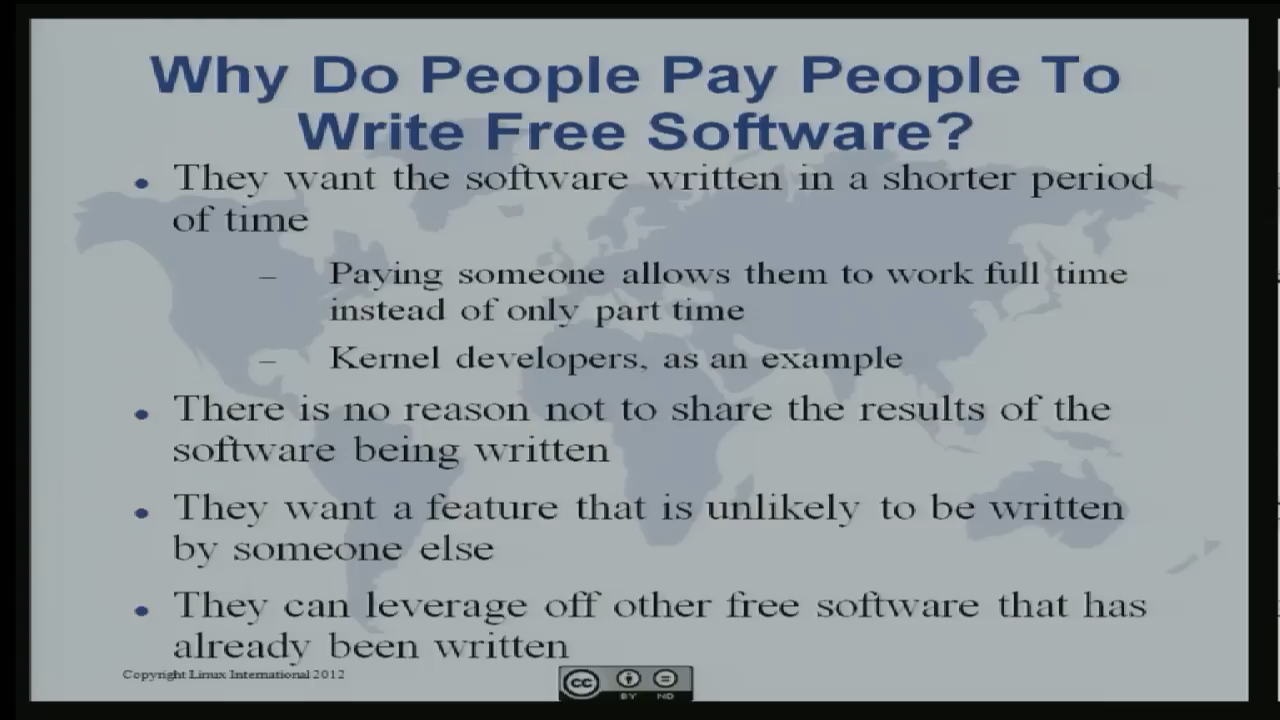 Why Do People Pay People To
Write Free Software?
• They want the software written in a shorter period
of time
– Paying someone allows them to work full time
instead of only part time
– Kernel developers, as an example
• There is no reason not to share the results of the
software being written
• They want a feature that is unlikely to be written
by someone else
• They can leverage off other free software that has
already been written
Copyright Linux International 2012
cc
BY ND